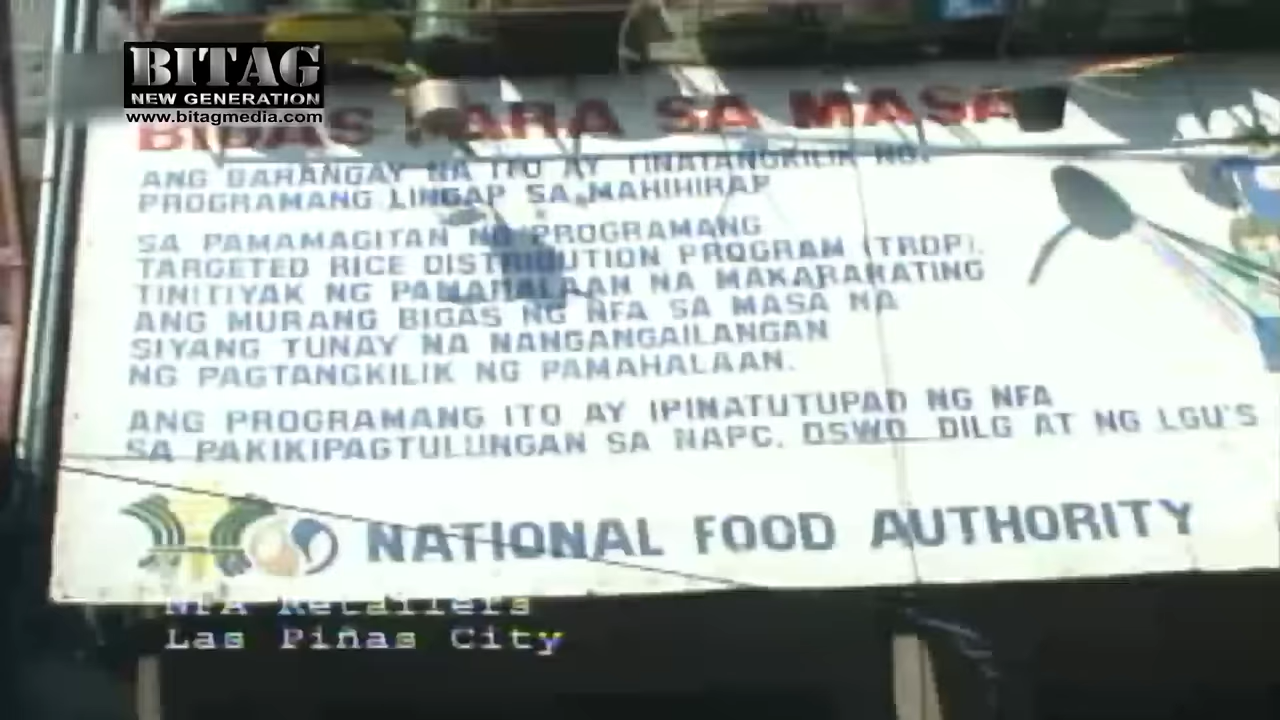 BITAG
NEW GENERATION
www.bitagmedia.com
BIGAS PARA SA MASA
ANG BARANGAY NA ITO AY TINATANGKILIK NG
PROGRAMANG LINGAP SA MAHIHIRAP
SA PAMAMAGITAN NG PROGRAMANG
TARGETED RICE DISTRIBUTION PROGRAM (TRDP).
TINITIYAK NG PAMAHALAAN NA MAKARARATING
ANG MURANG BIGAS NG NFA SA MASA NA
SIYANG TUNAY NA NANGANGAILANGAN
NG PAGTANGKILIK NG PAMAHALAAN.
ANG PROGRAMANG ITO AY IPINATUTUPAD NG NFA
SA PAKIKIPAGTULUNGAN SA NAPC, DSWD, DILG AT NG LGU'S
NATIONAL FOOD AUTHORITY
NFA Retailers
Las Piñas City